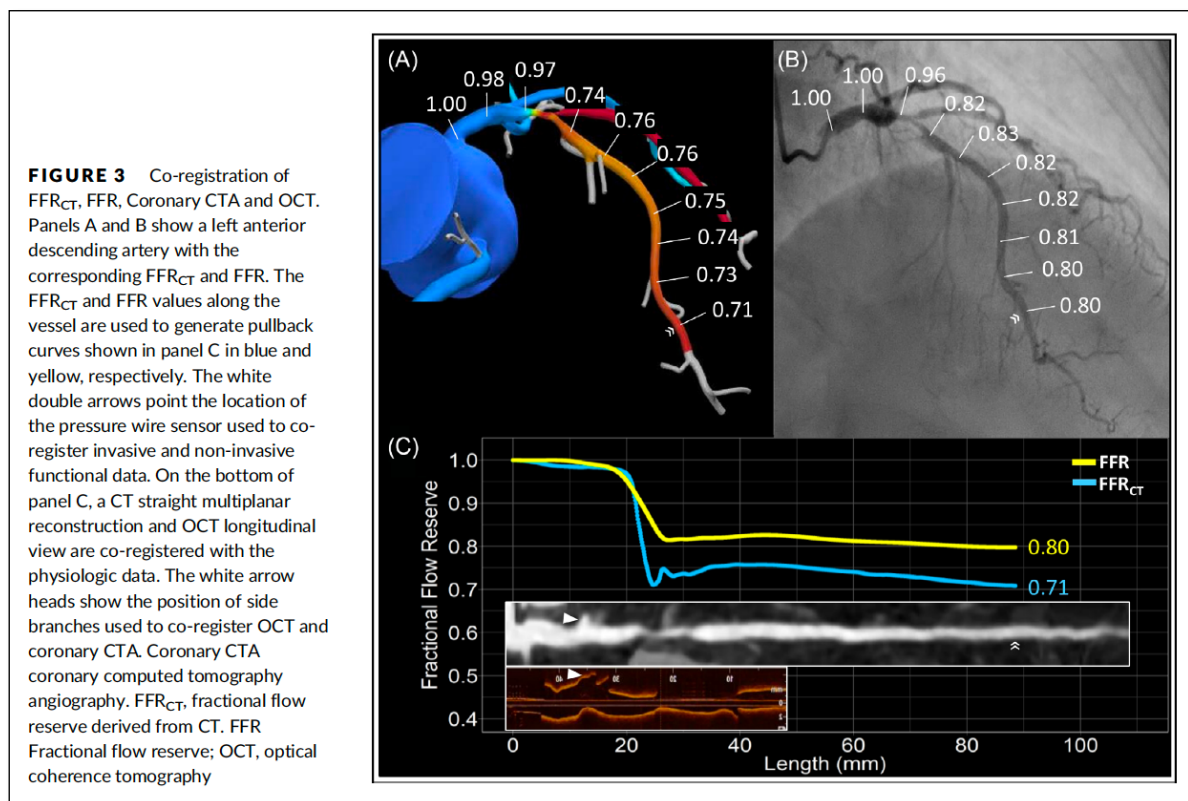 FIGURE 3 Co-registration of
FFRCT, FFR, Coronary CTA and OCT.
Panels A and B show a left anterior
descending artery with the
corresponding FFRCT and FFR. The
FFRCT and FFR values along the
vessel are used to generate pullback
curves shown in panel C in blue and
yellow, respectively. The white
double arrows point the location of
the pressure wire sensor used to co-
register invasive and non-invasive
functional data. On the bottom of
panel C, a CT straight multiplanar
reconstruction and OCT longitudinal
view are co-registered with the
physiologic data. The white arrow
heads show the position of side
branches used to co-register OCT and
coronary CTA. Coronary CTA
coronary computed tomography
angiography. FFRCT, fractional flow
reserve derived from CT. FFR
Fractional flow reserve; OCT, optical
coherence tomography
(A)
1.00
0.98
0.97
0.74
0.76
0.76
0.75
0.74
0.73
0.71
(B)
1.00
1.00
0.96
0.82
0.83
0.82
0.82
0.81
0.80
0.80
(C)
Fractional Flow Reserve
1.0
0.9
0.8
0.7
0.6
0.5
0.4
FFR
FFRCT
0.80
0.71
40 30 20 10
0 20 40 60 80 100
Length (mm)